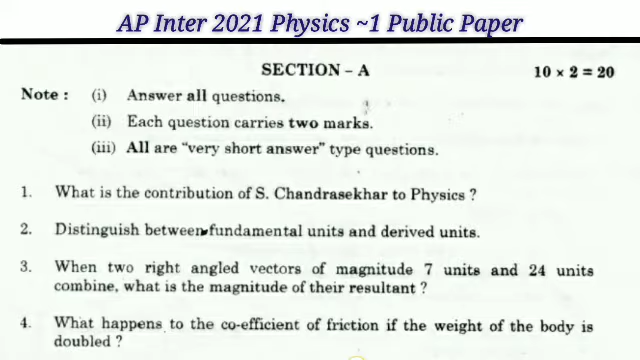 AP Inter 2021 Physics ~1 Public Paper
SECTION – A
10 × 2 = 20
Note : (i) Answer all questions.
(ii) Each question carries two marks.
(iii) All are “very short answer” type questions.
1. What is the contribution of S. Chandrasekhar to Physics ?
2. Distinguish between fundamental units and derived units.
3. When two right angled vectors of magnitude 7 units and 24 units
combine, what is the magnitude of their resultant ?
4. What happens to the co-efficient of friction if the weight of the body is
doubled ?